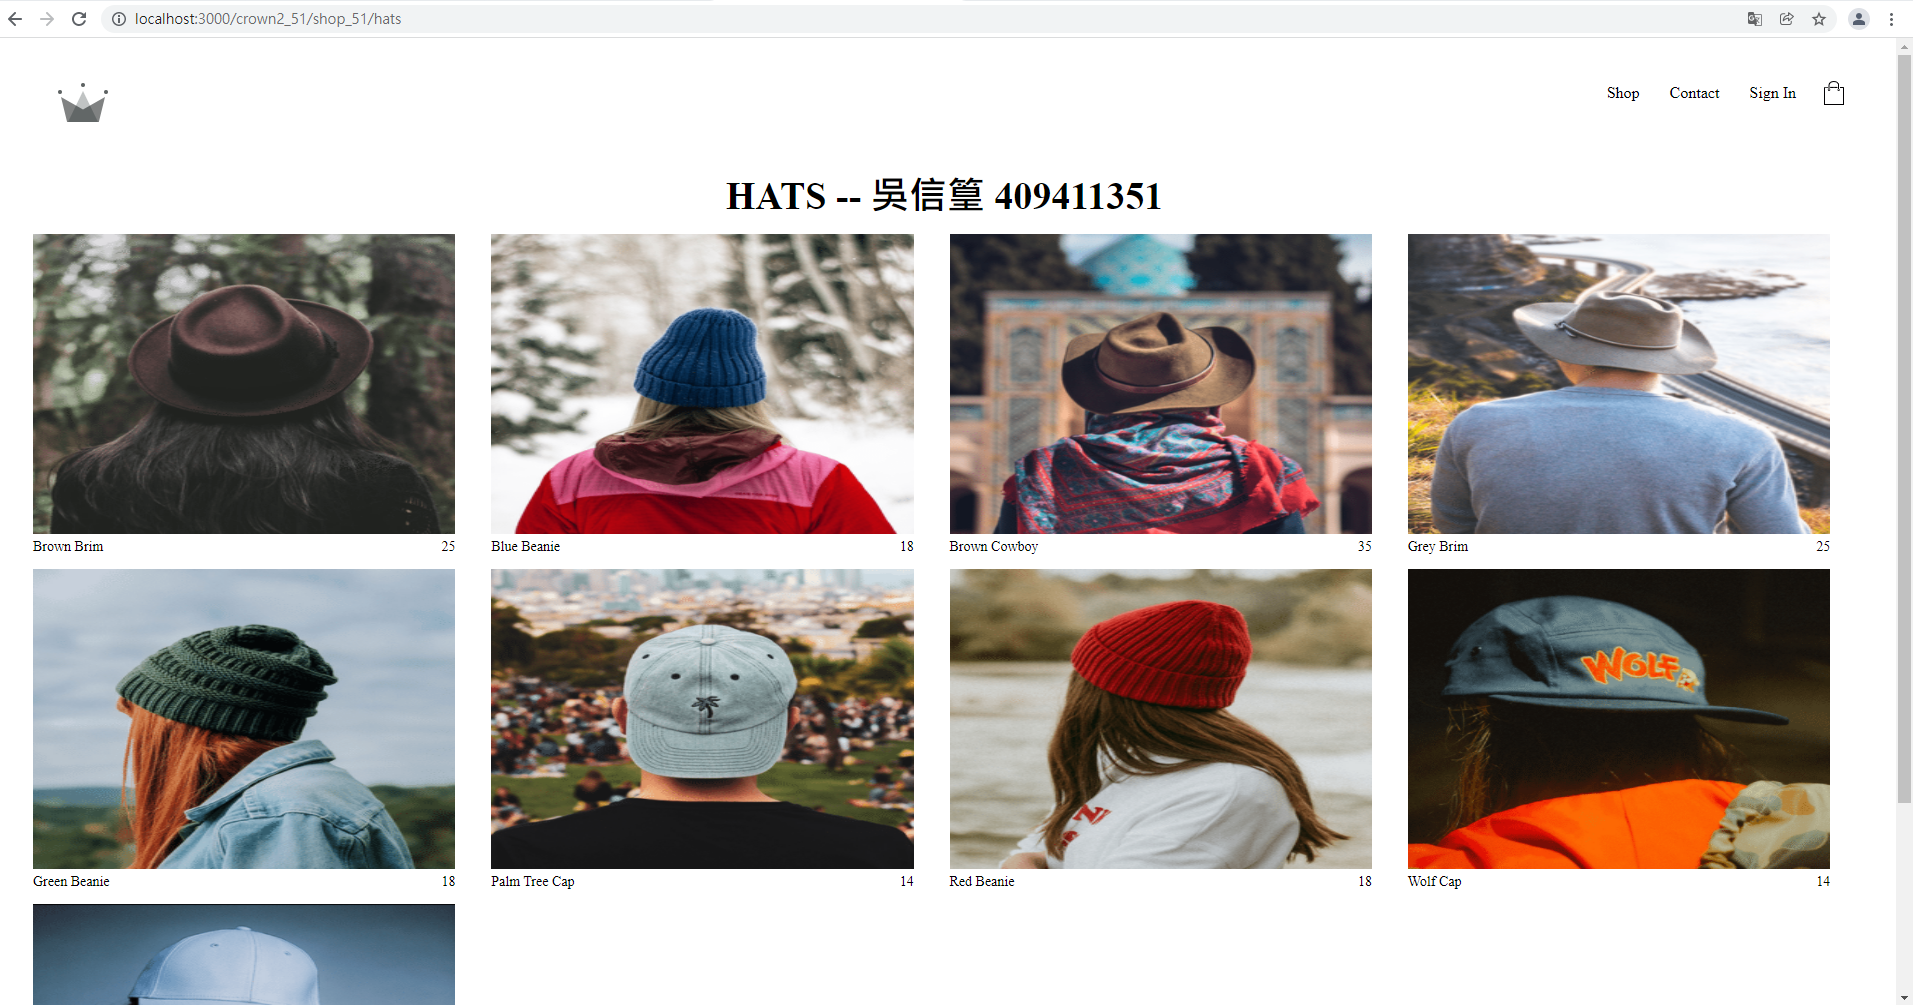 localhost:3000/crown2_51/shop_51/hats
Shop Contact Sign In
HATS -- 吳信篁 409411351
Brown Brim 25
Blue Beanie 18
Brown Cowboy 35
Grey Brim 25
WOLF
Green Beanie 18
Palm Tree Cap 14
Red Beanie 18
Wolf Cap 14